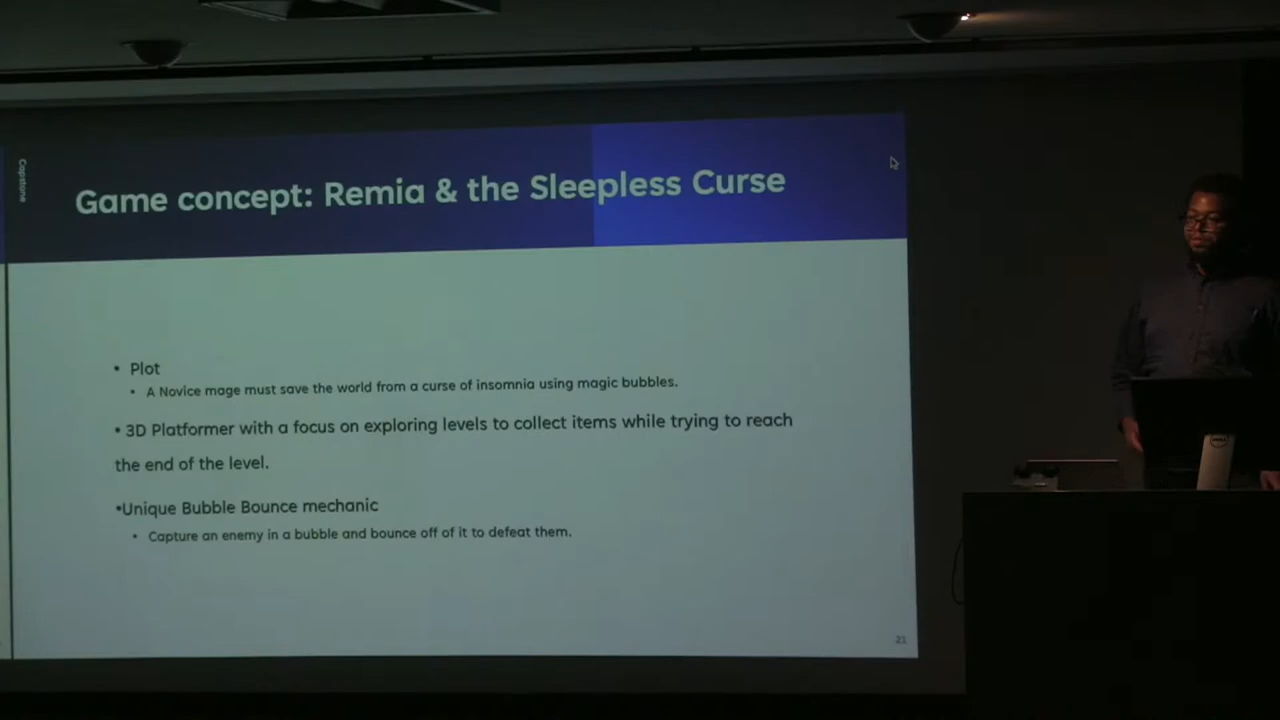 Capstone
Game concept: Remia & the Sleepless Curse
• Plot
• A Novice mage must save the world from a curse of insomnia using magic bubbles.
• 3D Platformer with a focus on exploring levels to collect items while trying to reach
the end of the level.
•Unique Bubble Bounce mechanic
• Capture an enemy in a bubble and bounce off of it to defeat them.
21
DELL